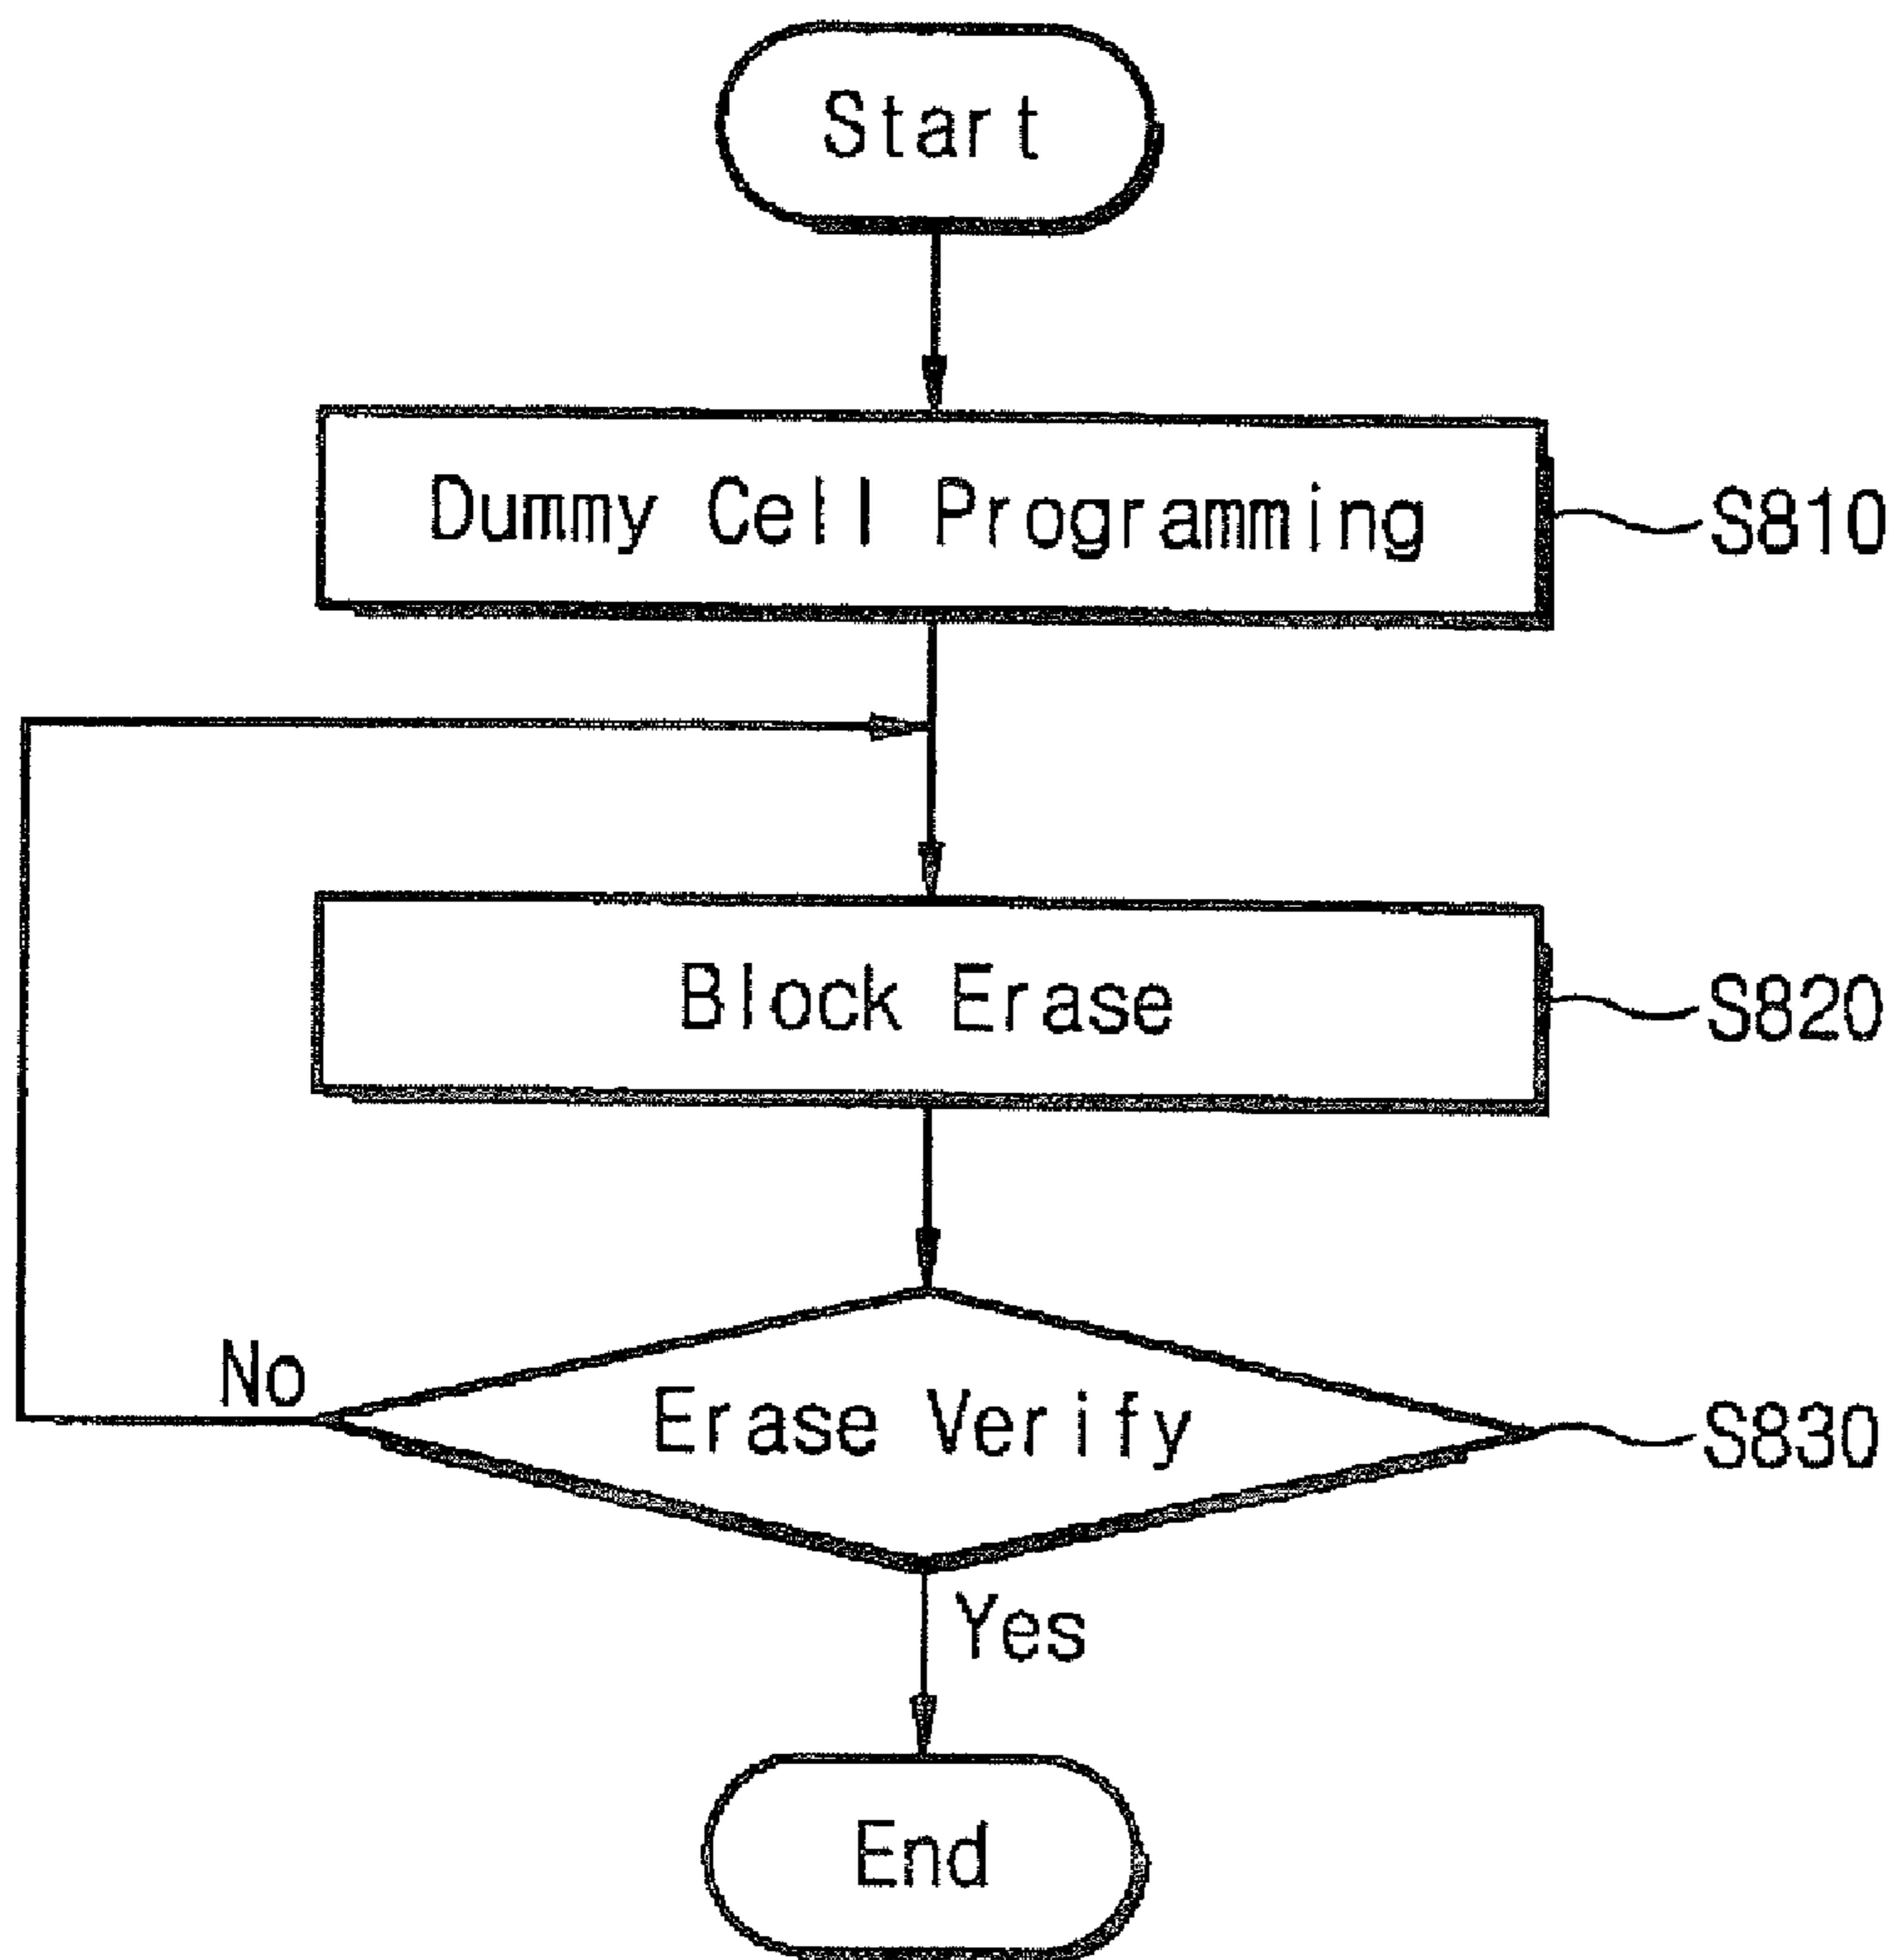 Start
Dummy Cell Programming
S810
Block Erase
S820
No
Erase Verify
S830
Yes
End